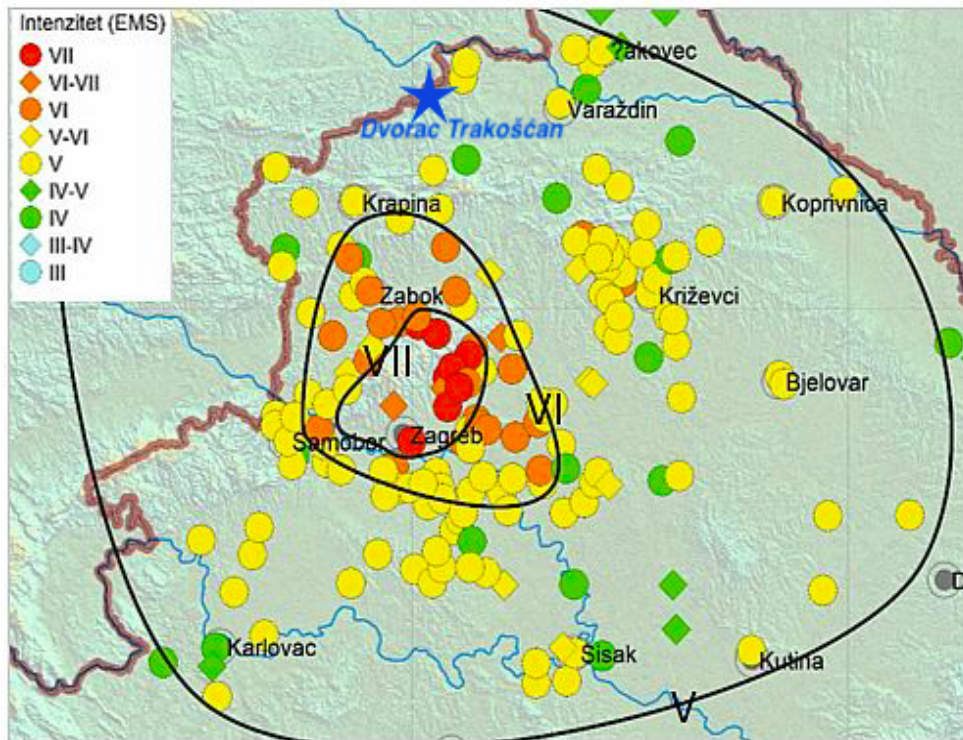 Intenzitet (EMS)
VII
VI-VII
VI
V-VI
V
IV-V
IV
III-IV
III
akovec
Varaždin
Dvorac Trakošćan
Krapina
Koprivnica
Zabok
Križevci
VII
Bjelovar
VI
Samobor
Zagreb
D
Karlovac
Sisak
Kutina
V